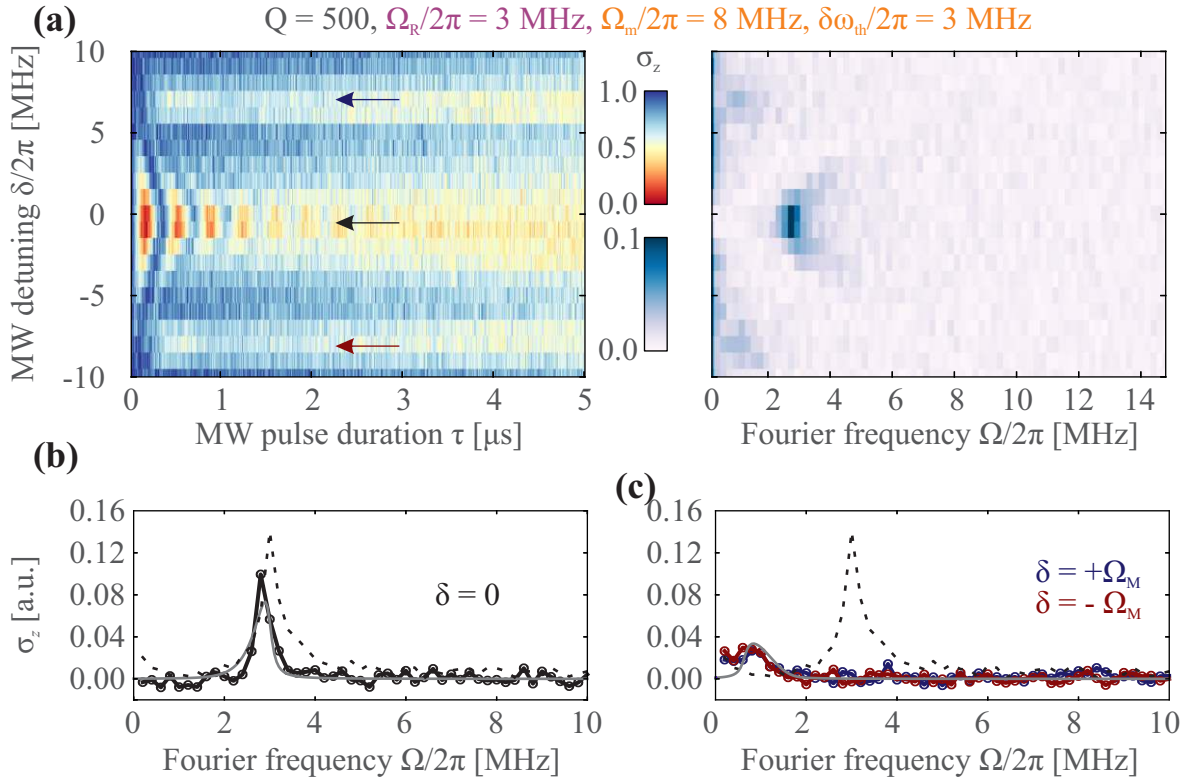 (a)
Q = 500, Ω_R/2π = 3 MHz, Ω_m/2π = 8 MHz, δω_th/2π = 3 MHz
MW detuning δ/2π [MHz]
10
5
0
-5
-10
0 1 2 3 4 5
MW pulse duration τ [μs]
σ_z
1.0
0.5
0.0
0.1
0.0
0 2 4 6 8 10 12 14
Fourier frequency Ω/2π [MHz]
(b)
σ_z [a.u.]
0.16
0.12
0.08
0.04
0.00
δ = 0
0 2 4 6 8 10
Fourier frequency Ω/2π [MHz]
(c)
0.16
0.12
0.08
0.04
0.00
δ = +Ω_M
δ = - Ω_M
0 2 4 6 8 10
Fourier frequency Ω/2π [MHz]